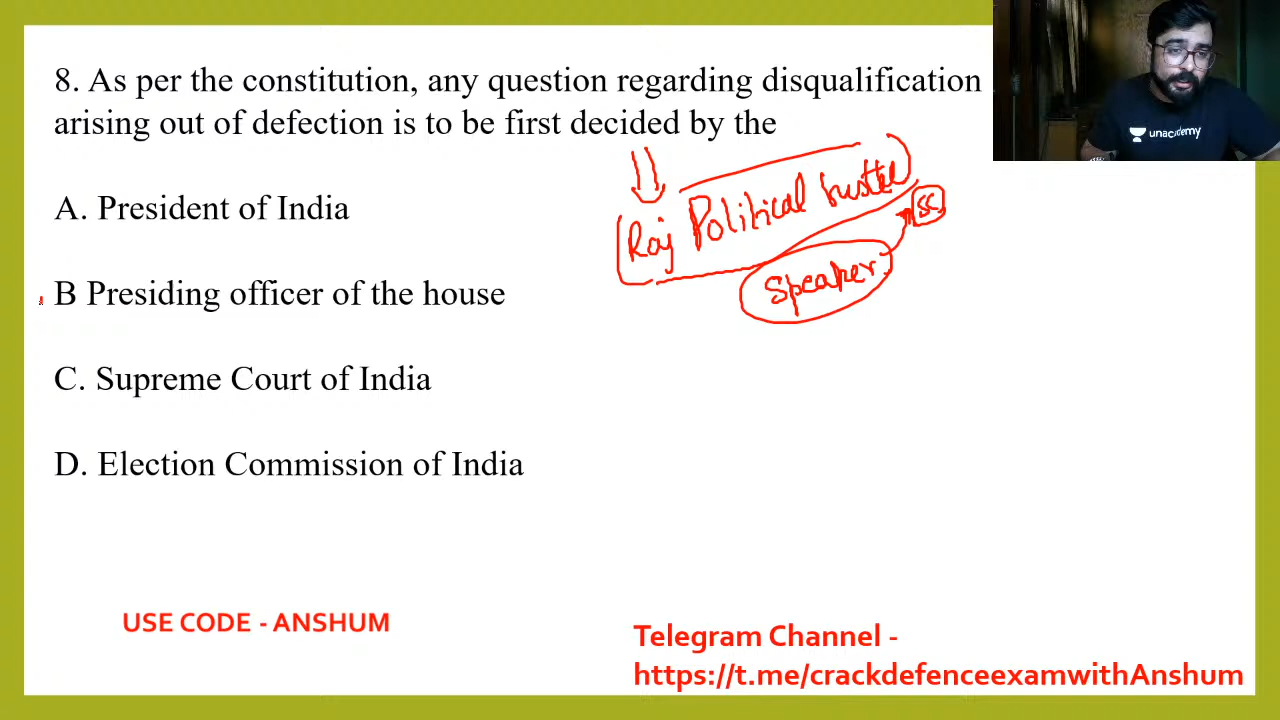 8. As per the constitution, any question regarding disqualification
arising out of defection is to be first decided by the
A. President of India
Raj Political
SC
B Presiding officer of the house
Speaker
C. Supreme Court of India
D. Election Commission of India
USE CODE - ANSHUM
Telegram Channel -
https://t.me/crackdefenceexamwithAnshum
unacademy